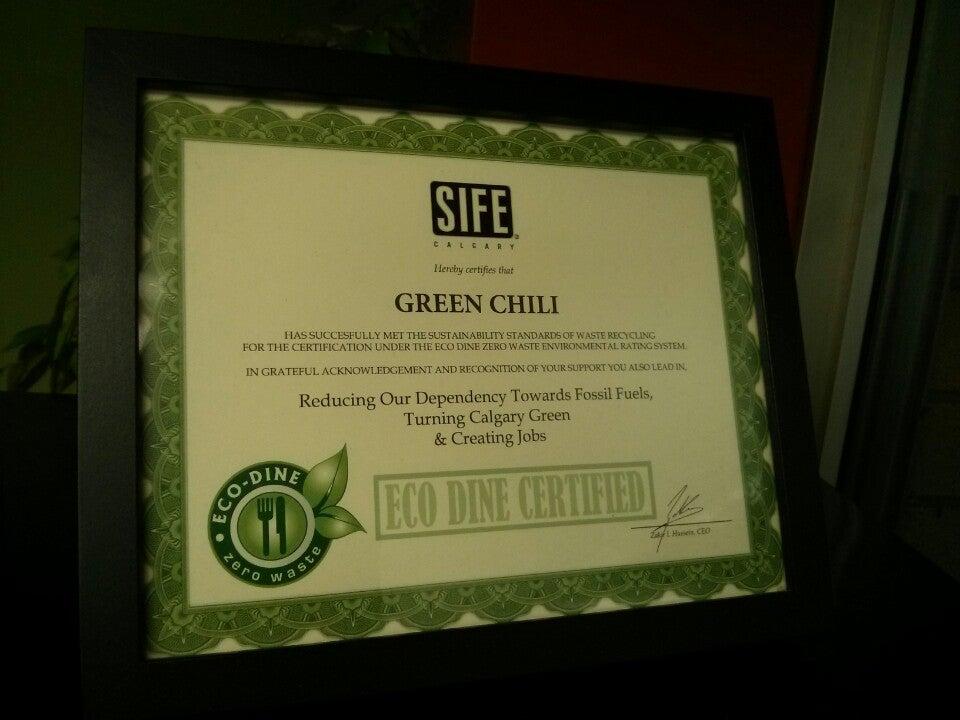 SIFE
CALGARY
Hereby certifies that
GREEN CHILI
HAS SUCCESFULLY MET THE SUSTAINABILITY STANDARDS OF WASTE RECYCLING
FOR THE CERTIFICATION UNDER THE ECO DINE ZERO WASTE ENVIRONMENTAL RATING SYSTEM.
IN GRATEFUL ACKNOWLEDGEMENT AND RECOGNITION OF YOUR SUPPORT YOU ALSO LEAD IN,
Reducing Our Dependency Towards Fossil Fuels,
Turning Calgary Green
& Creating Jobs
ECO-DINE
zero waste
ECO DINE CERTIFIED
I. Hussein, CEO